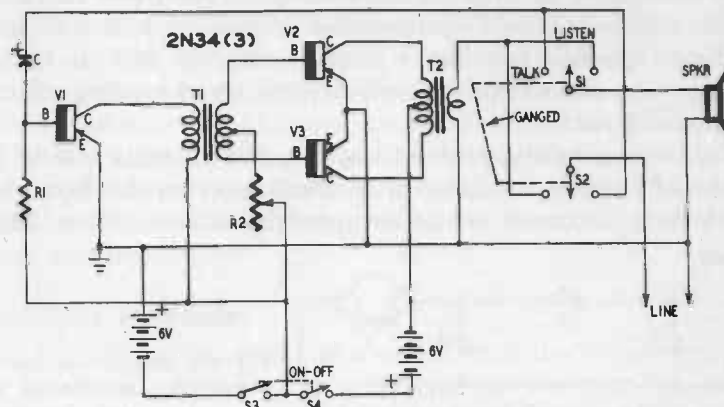 2N34(3)
V2
C
B
E
T2
LISTEN
TALK
S1
SPKR
GANGED
+
C
V1
B
C
E
T1
V3
B
E
C
S2
R1
R2
+
6V
LINE
ON-OFF
+
6V
S3
S4